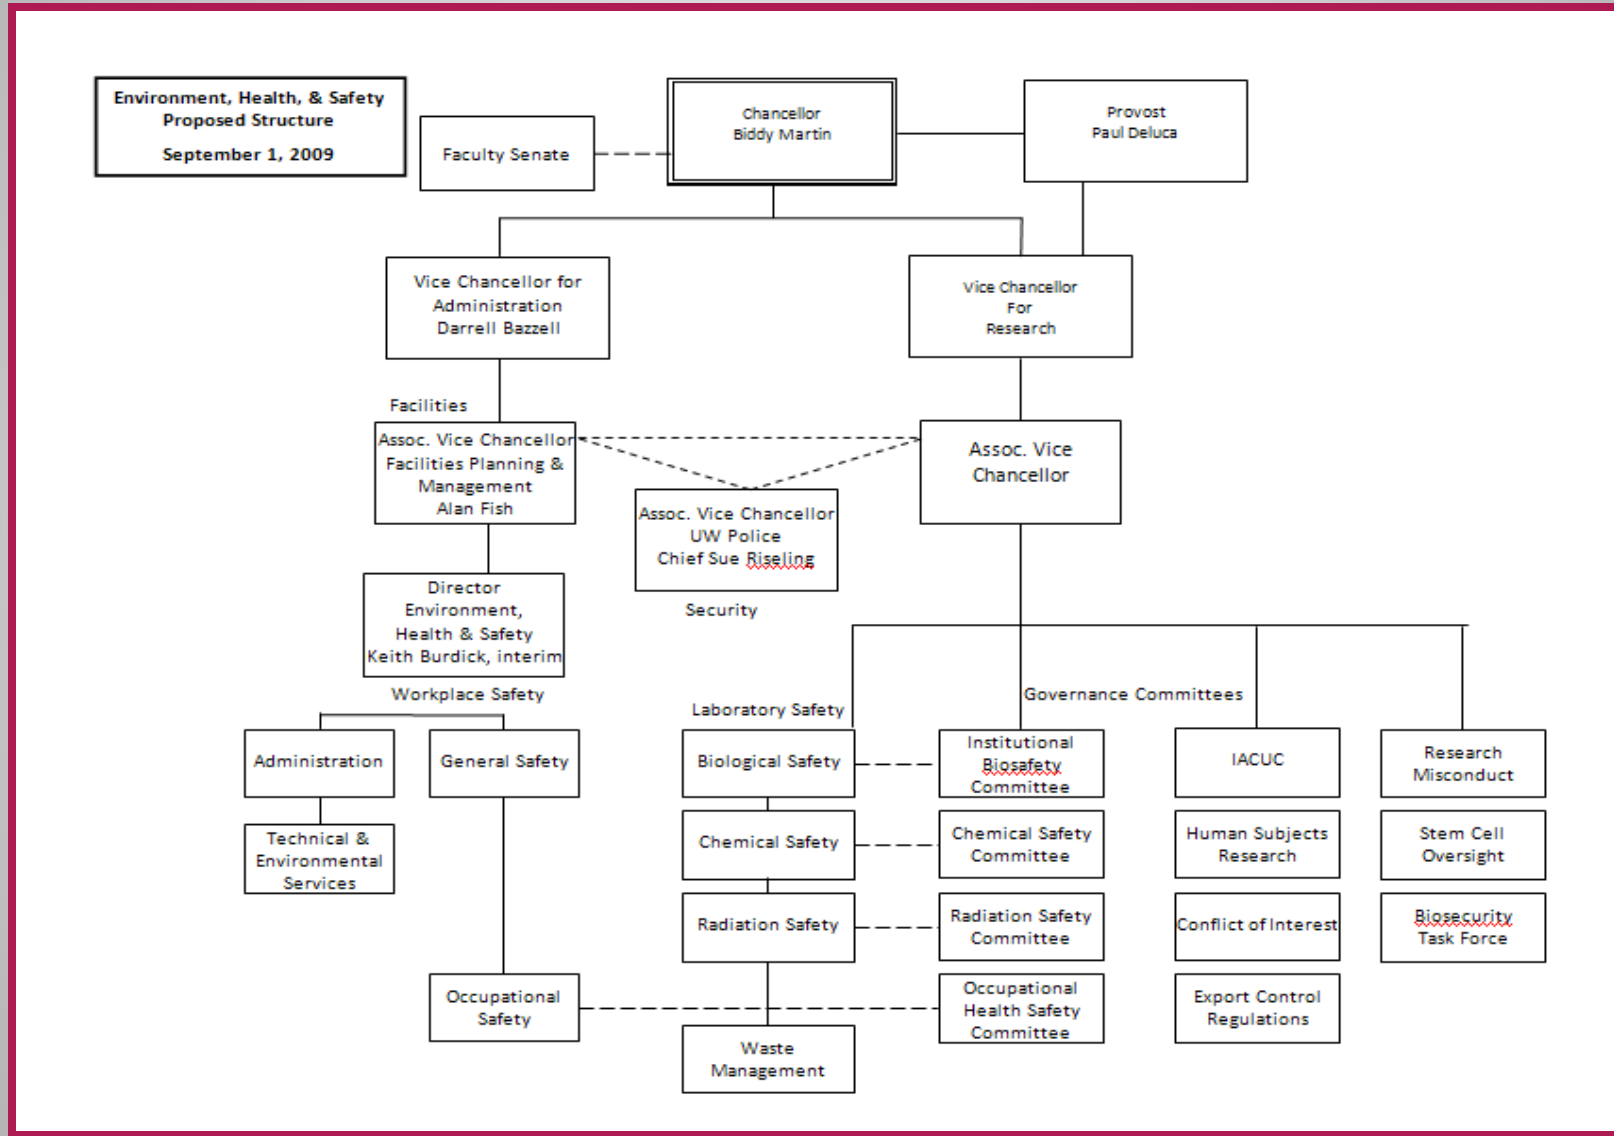 Environment, Health, & Safety
Proposed Structure
September 1, 2009
Faculty Senate
Chancellor
Biddy Martin
Provost
Paul Deluca
Vice Chancellor for
Administration
Darrell Bazzell
Vice Chancellor
For
Research
Facilities
Assoc. Vice Chancellor
Facilities Planning &
Management
Alan Fish
Assoc. Vice
Chancellor
Assoc. Vice Chancellor
UW Police
Chief Sue Riseling
Security
Director
Environment,
Health & Safety
Keith Burdick, interim
Workplace Safety
Laboratory Safety
Governance Committees
Administration
General Safety
Biological Safety
Institutional
Biosafety
Committee
IACUC
Research
Misconduct
Technical &
Environmental
Services
Chemical Safety
Chemical Safety
Committee
Human Subjects
Research
Stem Cell
Oversight
Radiation Safety
Radiation Safety
Committee
Conflict of Interest
Biosecurity
Task Force
Occupational
Safety
Occupational
Health Safety
Committee
Export Control
Regulations
Waste
Management